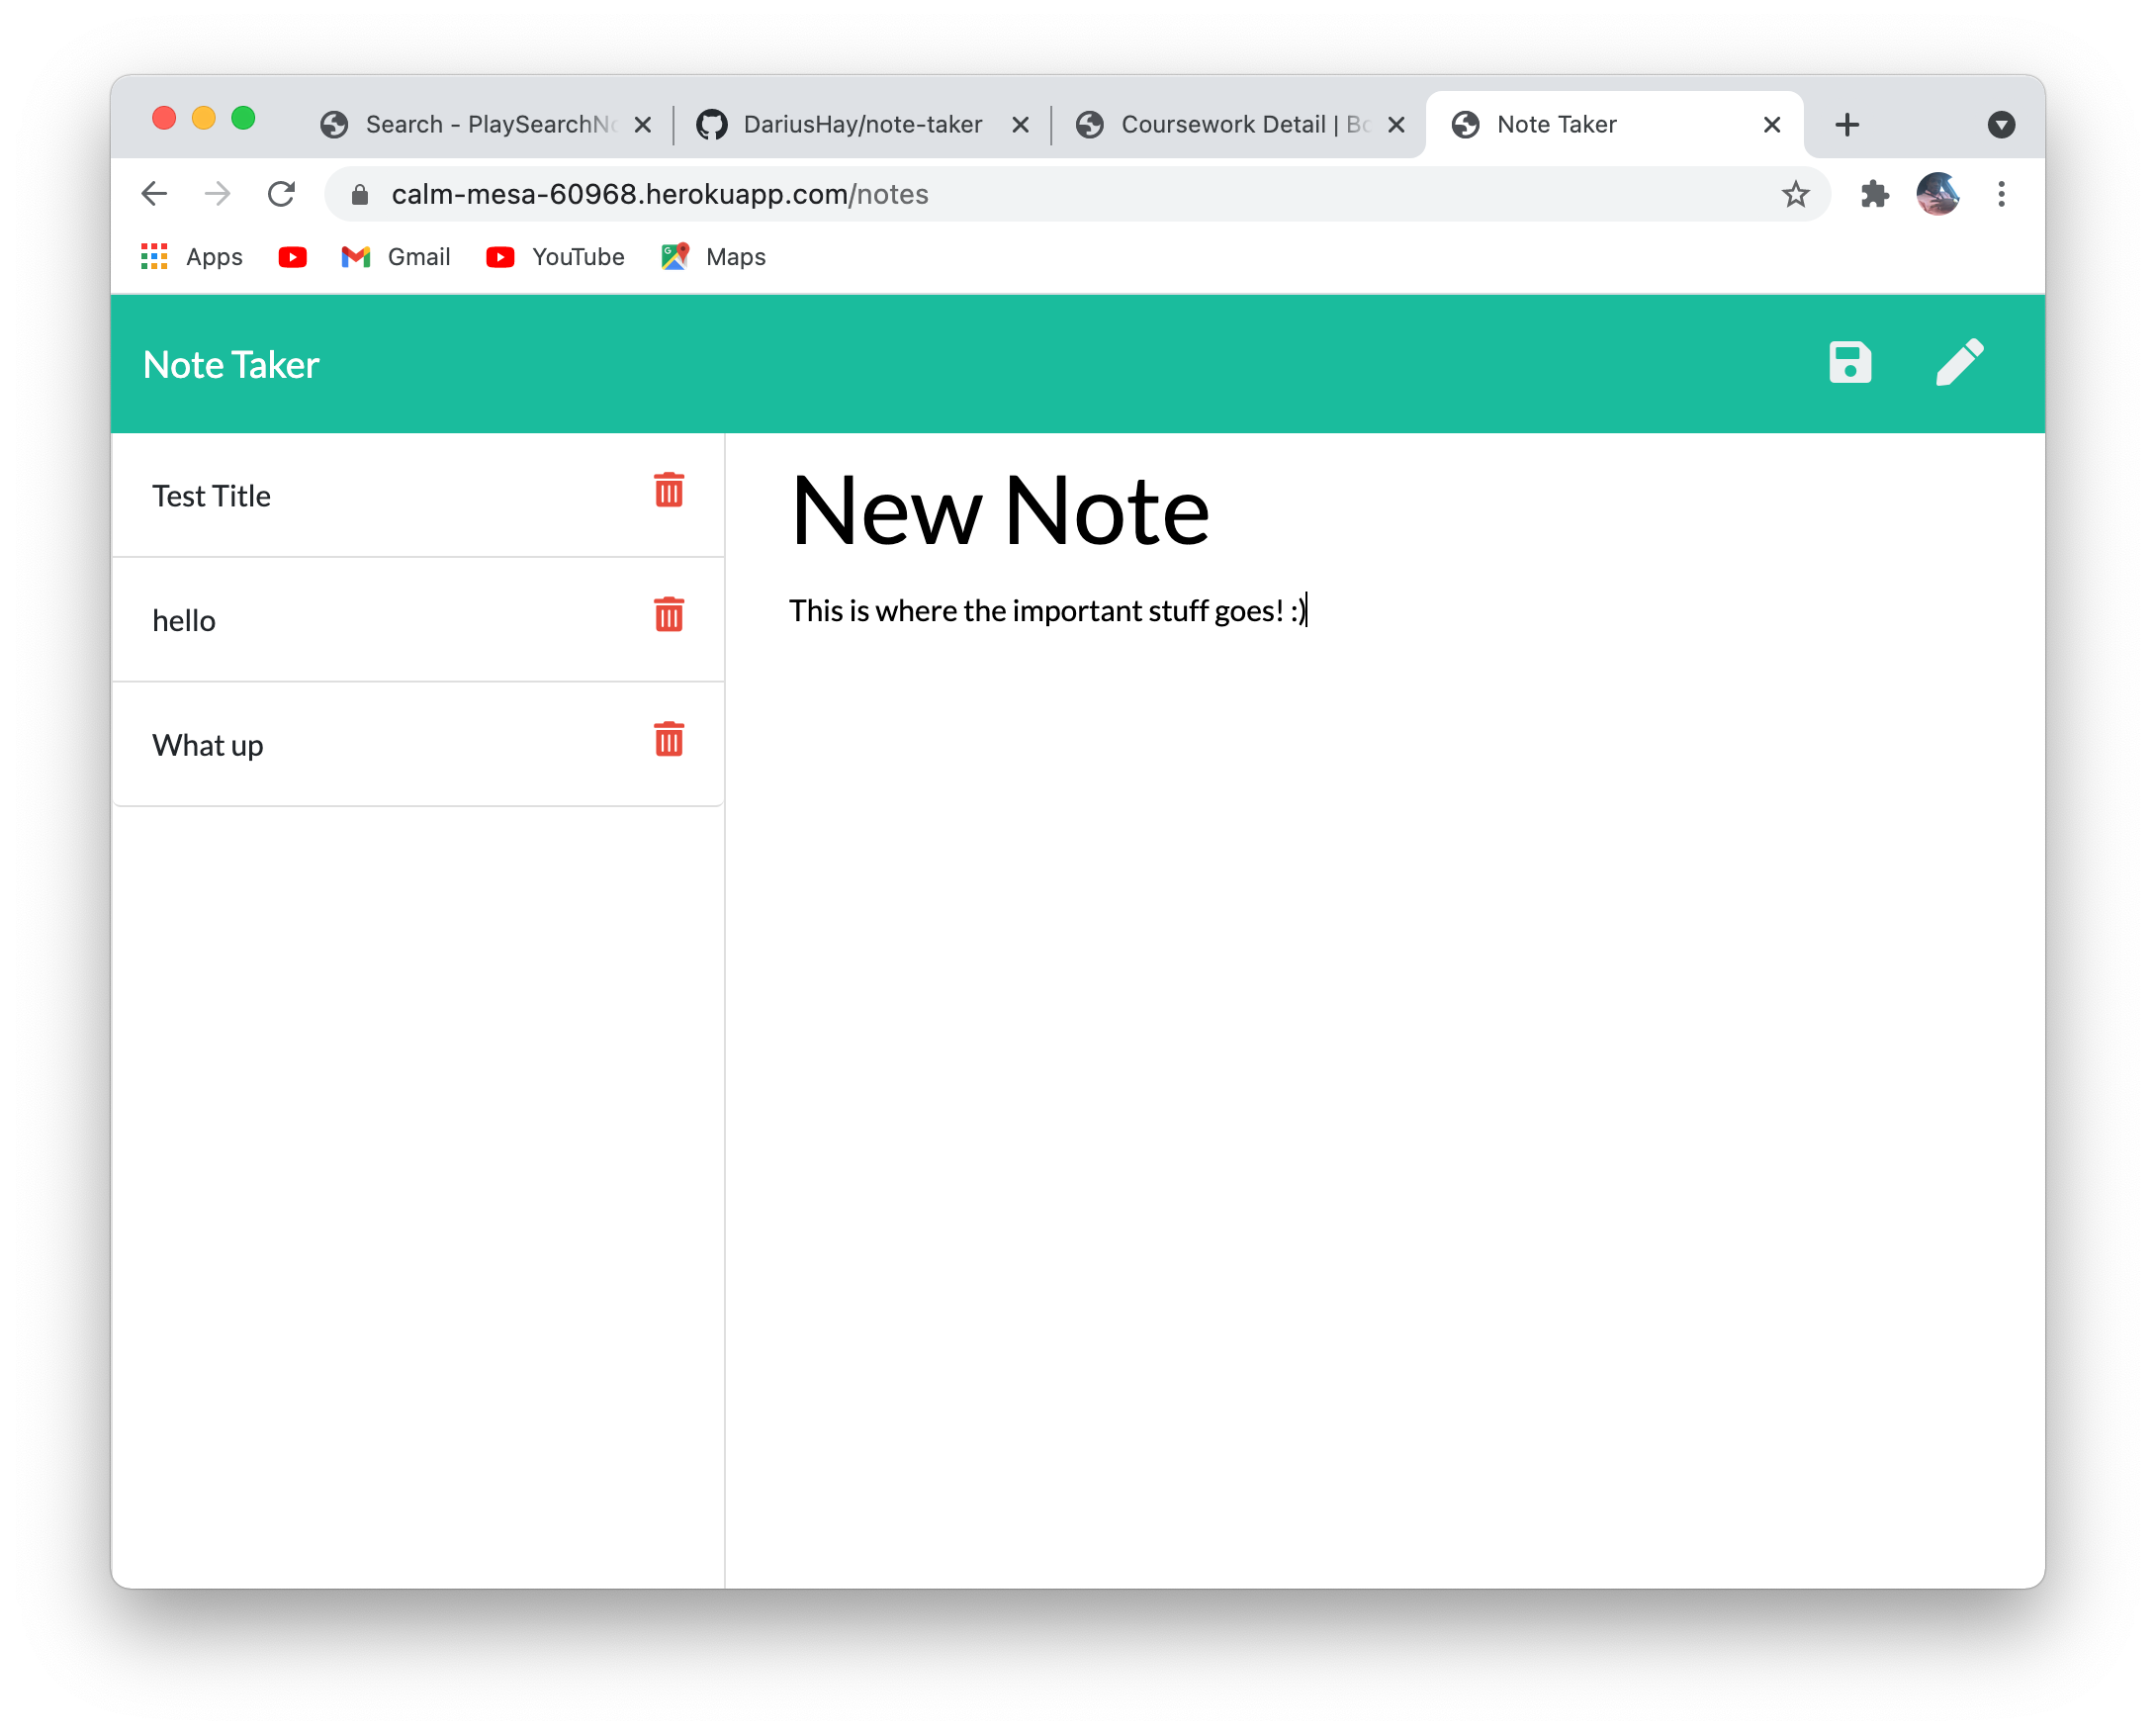 Search - PlaySearchNo
DariusHay/note-taker
Coursework Detail | Bo
Note Taker
calm-mesa-60968.herokuapp.com/notes
Apps
Gmail
YouTube
Maps
Note Taker
Test Title
hello
What up
New Note
This is where the important stuff goes! :)